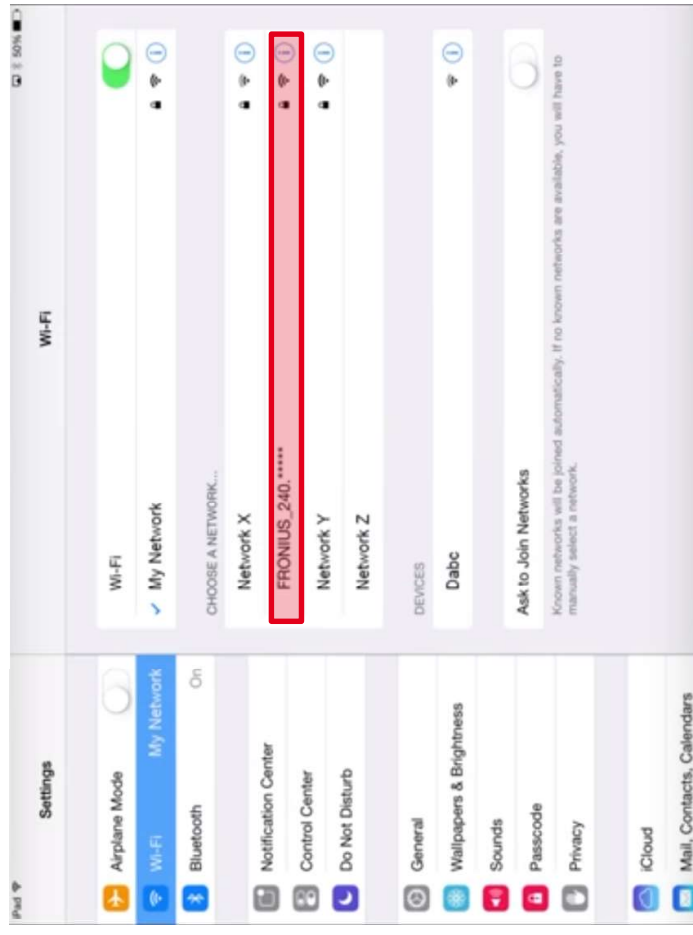 iPad
50%
Settings
Wi-Fi
Airplane Mode
Wi-Fi My Network
Bluetooth On
Notification Center
Control Center
Do Not Disturb
General
Wallpapers & Brightness
Sounds
Passcode
Privacy
iCloud
Mail, Contacts, Calendars
Wi-Fi
My Network
CHOOSE A NETWORK...
Network X
FRONIUS_240.*****
Network Y
Network Z
DEVICES
Dabc
Ask to Join Networks
Known networks will be joined automatically. If no known networks are available, you will have to
manually select a network.